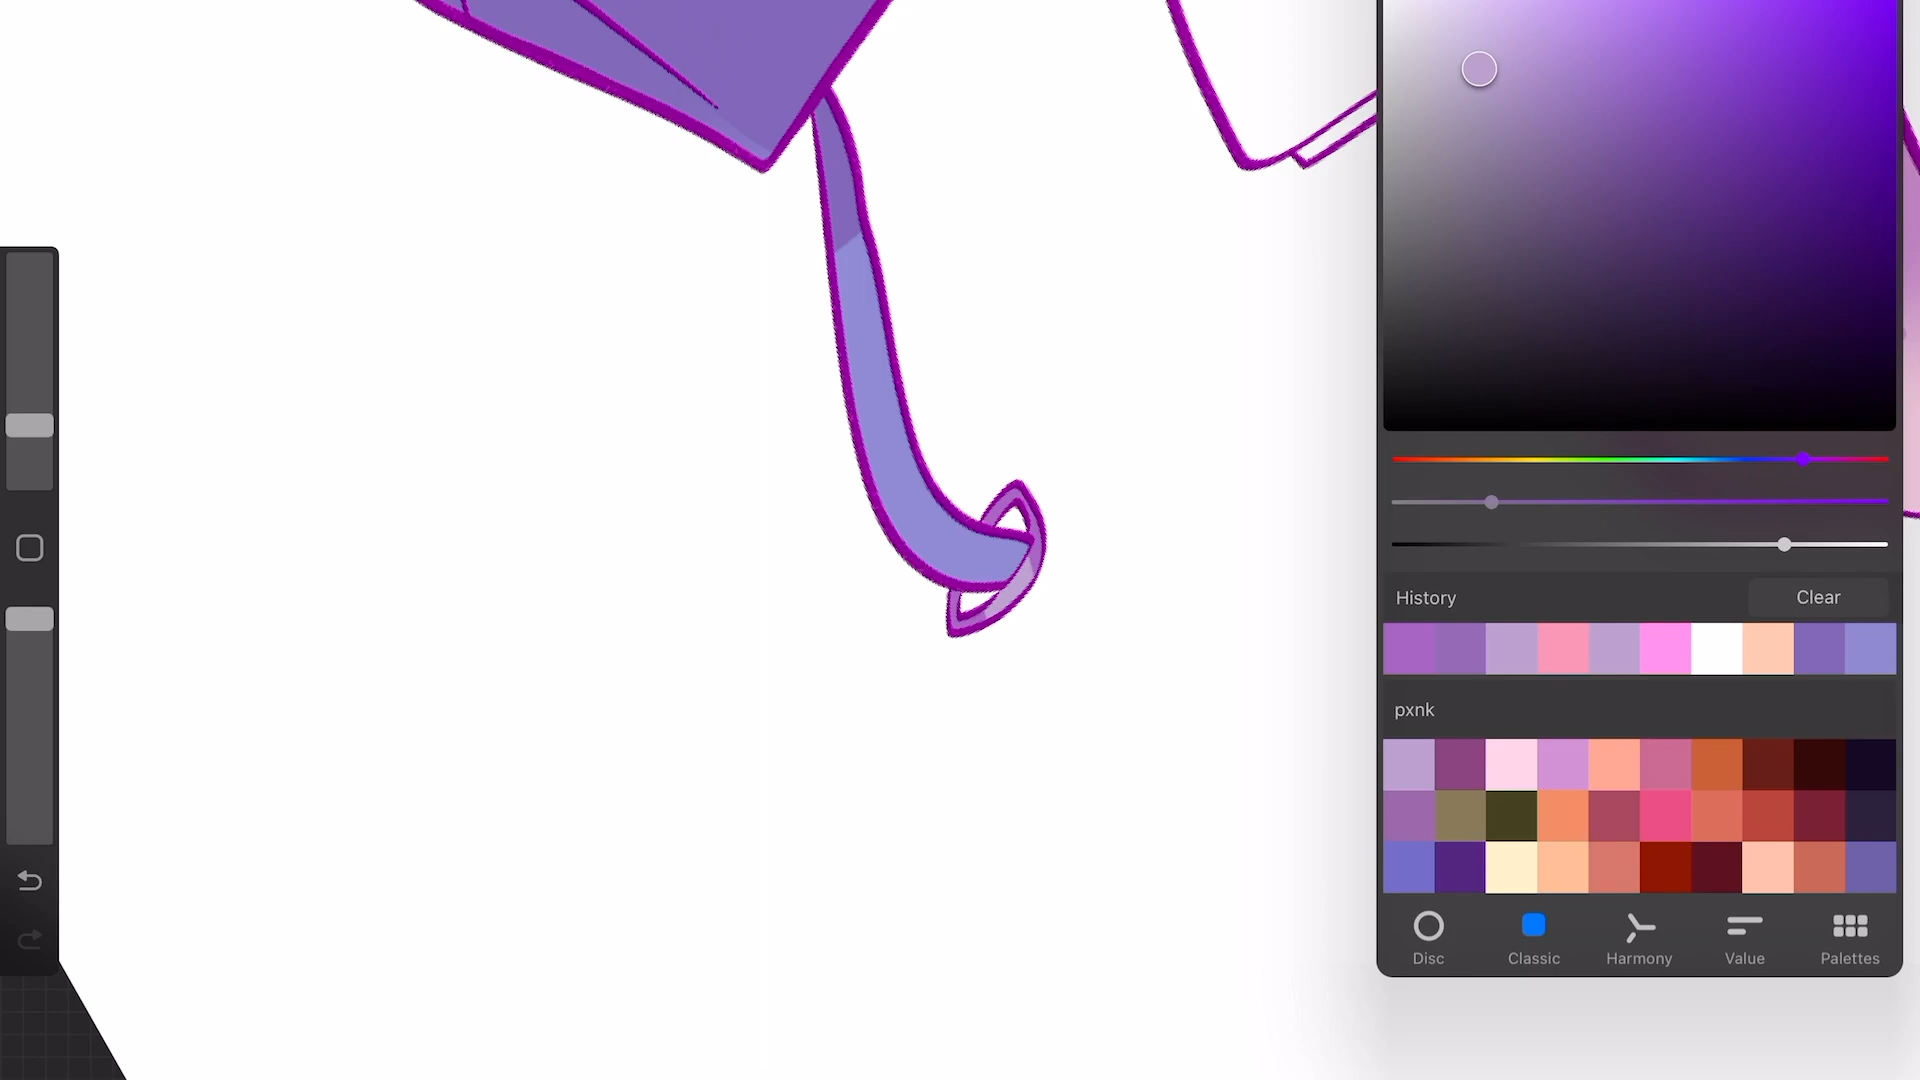 History
Clear
pxnk
Disc
Classic
Harmony
Value
Palettes